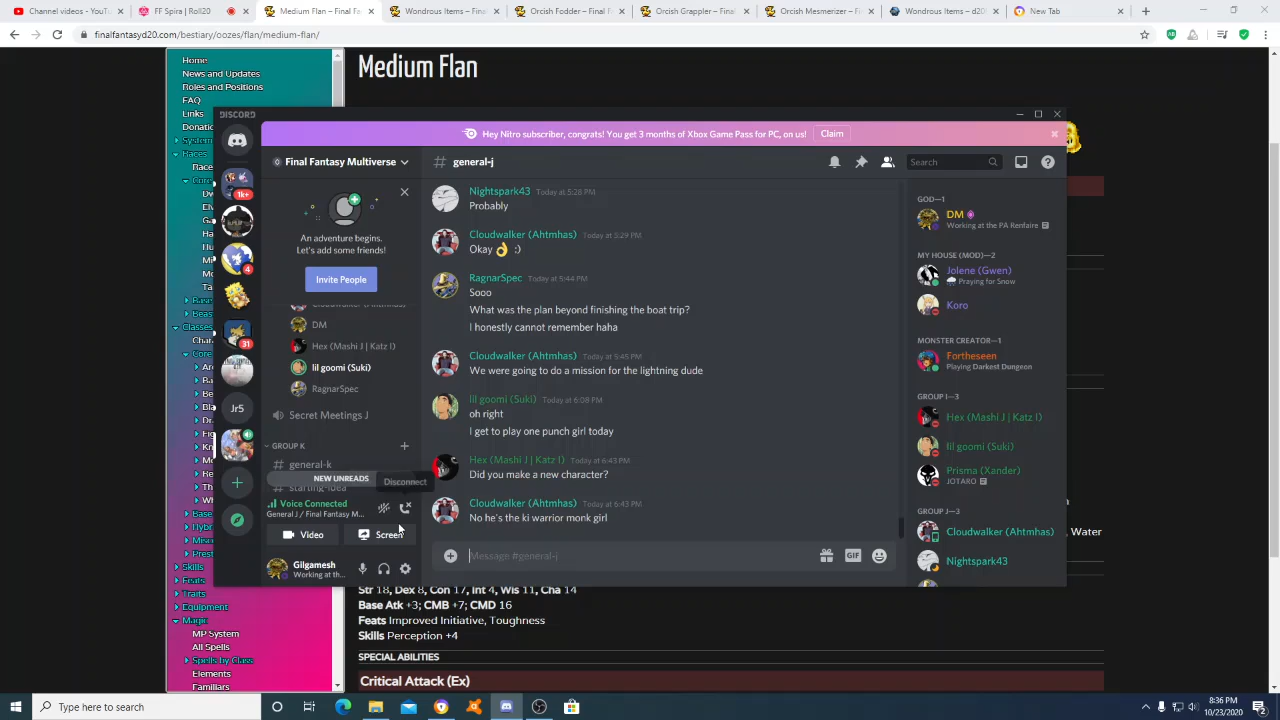 Channel videos - YouTu
FF Spira | Roll20
Medium Flan – Final Fa
Wondrous Items – Final
Orcish Fodder – Final F
Orcish Grappler – Final
Orcish Mesmerizer – Fi
Wondrous Items – d20
New Tab
finalfantasyd20.com/bestiary/oozes/flan/medium-flan/
Home
News and Updates
Roles and Positions
FAQ
Links
Medium Flan
DISCORD
Hey Nitro subscriber, congrats! You get 3 months of Xbox Game Pass for PC, on us!
Claim
Final Fantasy Multiverse
# general-j
Search
1k+
4
31
Jr5
An adventure begins.
Let's add some friends!
Invite People
Cloudwalker (Ahtmhas)
DM
Hex (Mashi J | Katz I)
lil goomi (Suki)
RagnarSpec
Secret Meetings J
GROUP K
# general-k
NEW UNREADS
# starting-idea
Disconnect
Voice Connected
General J / Final Fantasy M...
Video
Screen
Gilgamesh
Working at th...
Nightspark43 Today at 5:28 PM
Probably
Cloudwalker (Ahtmhas) Today at 5:29 PM
Okay 👌 :)
RagnarSpec Today at 5:44 PM
Sooo
What was the plan beyond finishing the boat trip?
I honestly cannot remember haha
Cloudwalker (Ahtmhas) Today at 5:45 PM
We were going to do a mission for the lightning dude
lil goomi (Suki) Today at 6:08 PM
oh right
I get to play one punch girl today
Hex (Mashi J | Katz I) Today at 6:43 PM
Did you make a new character?
Cloudwalker (Ahtmhas) Today at 6:43 PM
No he's the ki warrior monk girl
Message #general-j
GIF
GOD—1
DM
Working at the PA Renfaire
MY HOUSE (MOD)—2
Jolene (Gwen)
Praying for Snow
Koro
MONSTER CREATOR—1
Fortheseen
Playing Darkest Dungeon
GROUP I—3
Hex (Mashi J | Katz I)
lil goomi (Suki)
Prisma (Xander)
JOTARO
GROUP J—3
Cloudwalker (Ahtmhas)
Nightspark43
Water
Skills
Feats
Traits
Equipment
Magic
MP System
All Spells
Spells by Class
Elements
Familiars
Str 18, Dex 8, Con 17, Int 4, Wis 11, Cha 14
Base Atk +3; CMB +7; CMD 16
Feats Improved Initiative, Toughness
Skills Perception +4
SPECIAL ABILITIES
Critical Attack (Ex)
Type here to search
8:36 PM
10/23/2020
2